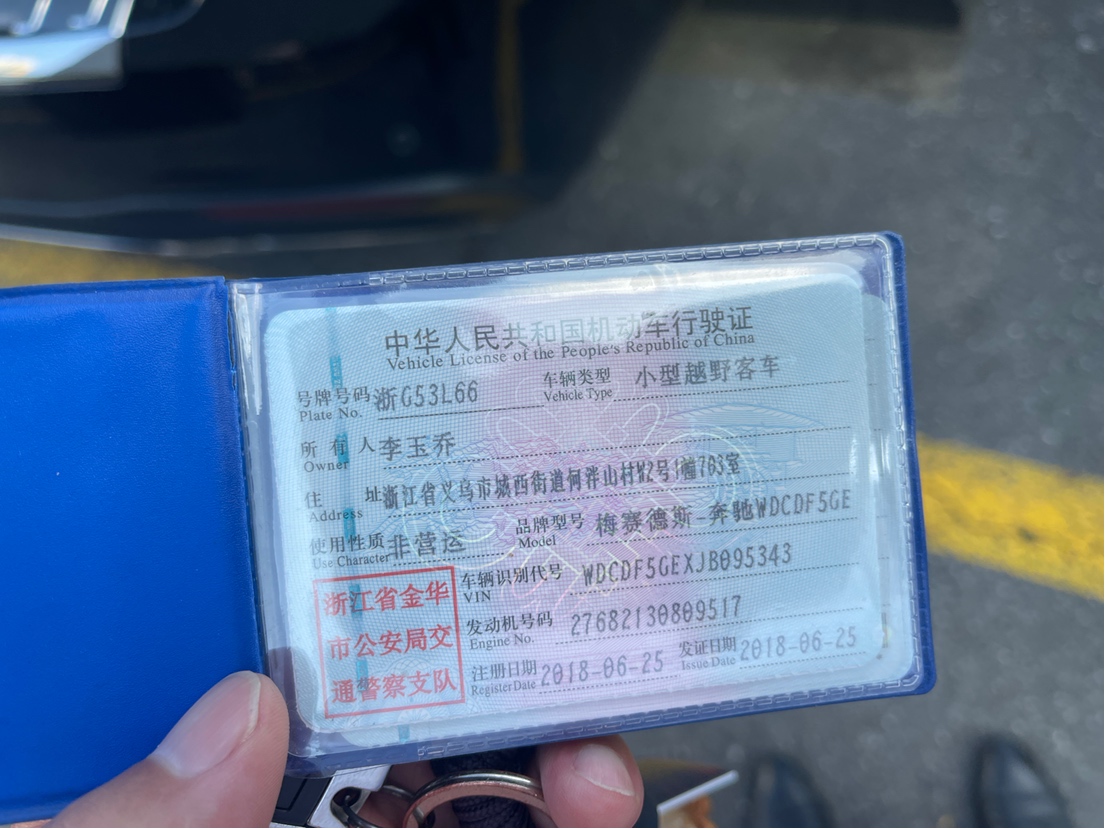 中华人民共和国机动车行驶证
Vehicle License of the People's Republic of China
号牌号码 浙G53L66 车辆类型 小型越野客车
Plate No. Vehicle Type
所有人 李玉乔
Owner
住址 浙江省义乌市城西街道何泮山村 2号1幢703室
Address
使用性质 非营运 品牌型号 梅赛德斯-奔驰WDCDF5GE
Use Character Model
浙江省金华 车辆识别代号 WDCDF5GEXJB095343
VIN
市公安局交 发动机号码 27682130809517
Engine No.
通警察支队 注册日期 2018-06-25 发证日期 2018-06-25
Register Date Issue Date